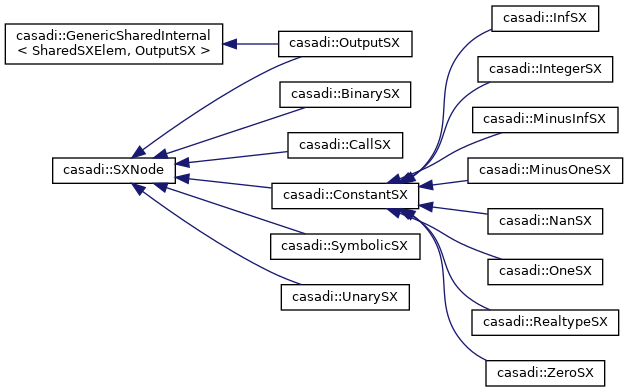 casadi::GenericSharedInternal
< SharedSXElem, OutputSX >
casadi::SXNode
casadi::OutputSX
casadi::BinarySX
casadi::CallSX
casadi::ConstantSX
casadi::SymbolicSX
casadi::UnarySX
casadi::InfSX
casadi::IntegerSX
casadi::MinusInfSX
casadi::MinusOneSX
casadi::NanSX
casadi::OneSX
casadi::RealtypeSX
casadi::ZeroSX